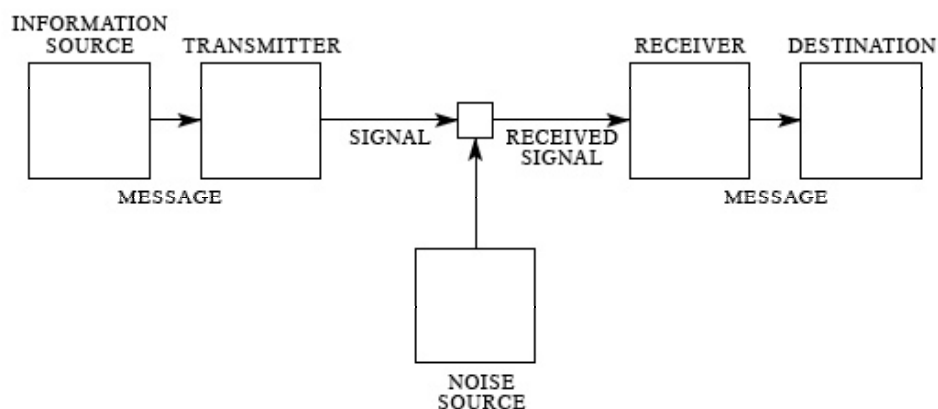 INFORMATION
SOURCE
TRANSMITTER
RECEIVER
DESTINATION
SIGNAL
RECEIVED
SIGNAL
MESSAGE
MESSAGE
NOISE
SOURCE